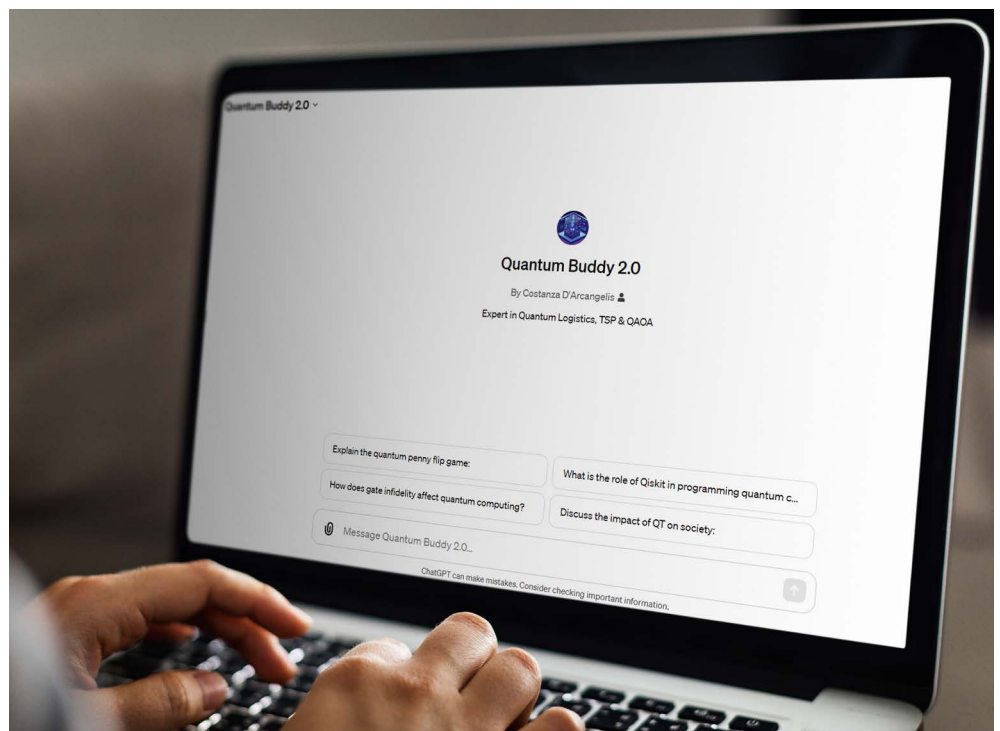 Quantum Buddy 2.0
Quantum Buddy 2.0
By Costanza D'Arcangelis
Expert in Quantum Logistics, TSP & QAOA
Explain the quantum penny flip game:
What is the role of Qiskit in programming quantum c...
How does gate infidelity affect quantum computing?
Discuss the impact of QT on society:
Message Quantum Buddy 2.0...
ChatGPT can make mistakes. Consider checking important information.